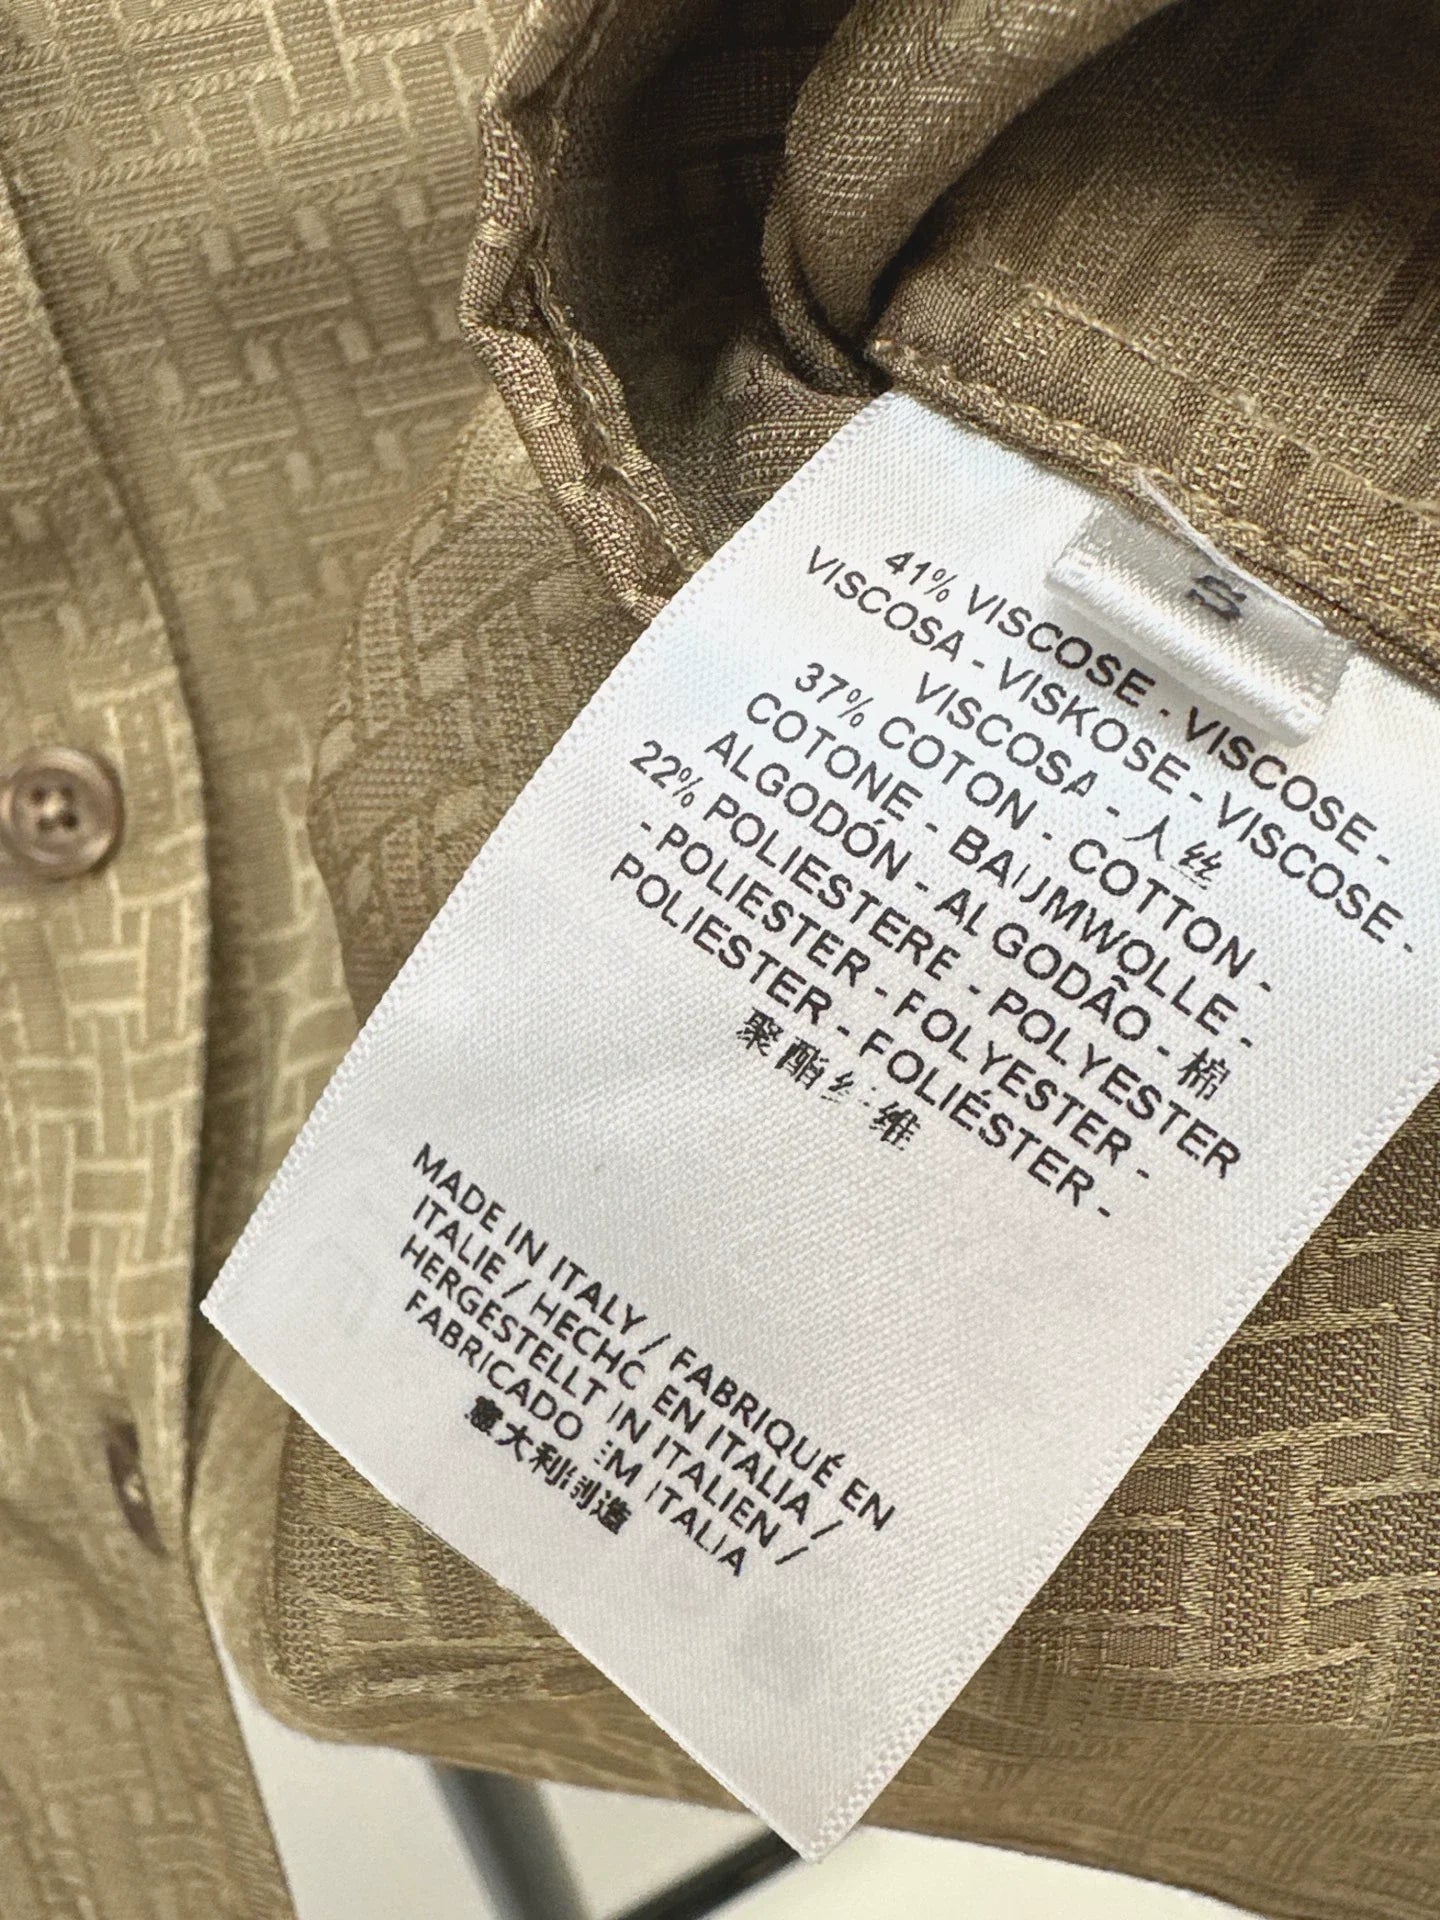 S
41% VISCOSE - VISCOSE -
VISCOSA - VISKOSE - VISCOSE -
VISCOSA - 人丝
37% COTON - COTTON -
COTONE - BAUMWOLLE -
ALGODÓN - ALGODÃO - 棉
22% POLIESTERE - POLYESTER
- POLIESTER - POLYESTER -
POLIESTER - POLIÉSTER -
聚酯纤维
MADE IN ITALY / FABRIQUÉ EN
ITALIE / HECHO EN ITALIA /
HERGESTELLT IN ITALIEN /
FABRICADO EM ITALIA
意大利制造